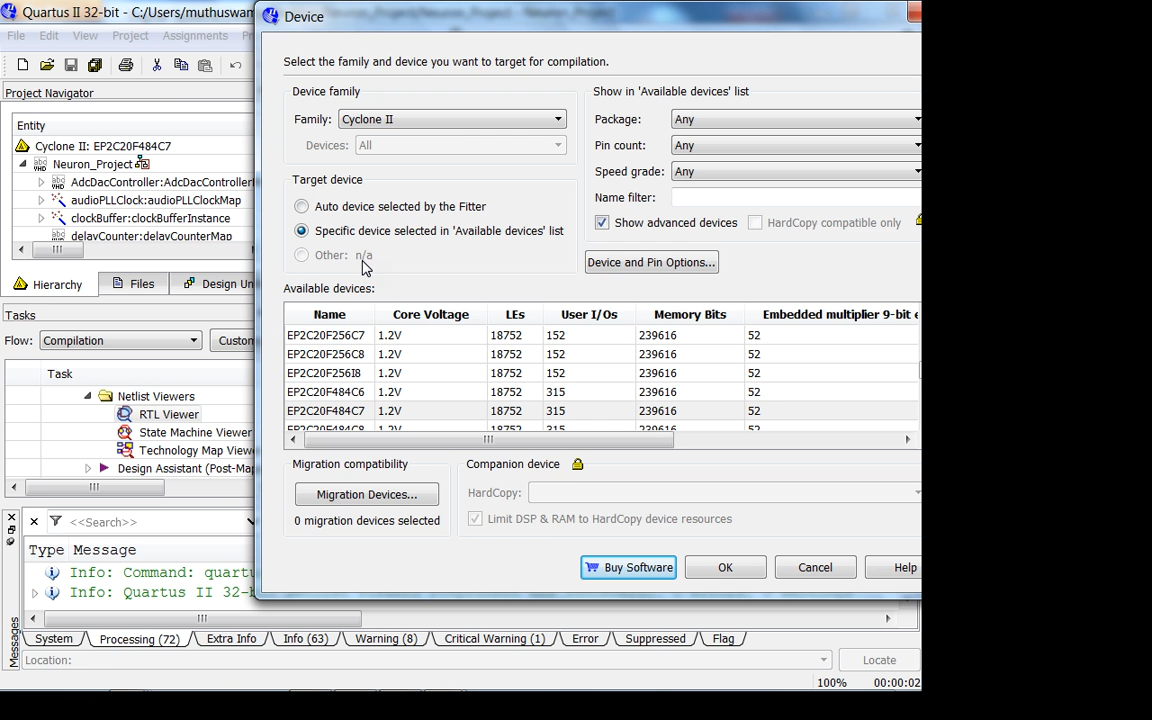 Quartus II 32-bit - C:/Users/muthuswam
Device
File Edit View Project Assignments
Select the family and device you want to target for compilation.
Project Navigator
Entity
Cyclone II: EP2C20F484C7
Neuron_Project
AdcDacController:AdcDacControllerI
audioPLLClock:audioPLLClockMap
clockBuffer:clockBufferInstance
delayCounter:delayCounterMap
Hierarchy Files Design Un
Device family
Family: Cyclone II
Devices: All
Show in 'Available devices' list
Package: Any
Pin count: Any
Speed grade: Any
Name filter:
Show advanced devices HardCopy compatible only
Target device
Auto device selected by the Fitter
Specific device selected in 'Available devices' list
Other: n/a
Device and Pin Options...
Available devices:
Name Core Voltage LEs User I/Os Memory Bits Embedded multiplier 9-bit e
EP2C20F256C7 1.2V 18752 152 239616 52
EP2C20F256C8 1.2V 18752 152 239616 52
EP2C20F256I8 1.2V 18752 152 239616 52
EP2C20F484C6 1.2V 18752 315 239616 52
EP2C20F484C7 1.2V 18752 315 239616 52
EP2C20F484C8 1.2V 18752 315 239616 52
Tasks
Flow: Compilation Custom
Task
Netlist Viewers
RTL Viewer
State Machine Viewer
Technology Map View
Design Assistant (Post-Map
Migration compatibility
Migration Devices...
0 migration devices selected
Companion device
HardCopy:
Limit DSP & RAM to HardCopy device resources
Buy Software OK Cancel Help
<<Search>>
Type Message
Info: Command: quartu
Info: Quartus II 32-b
Messages
System Processing (72) Extra Info Info (63) Warning (8) Critical Warning (1) Error Suppressed Flag
Location: Locate
100% 00:00:02